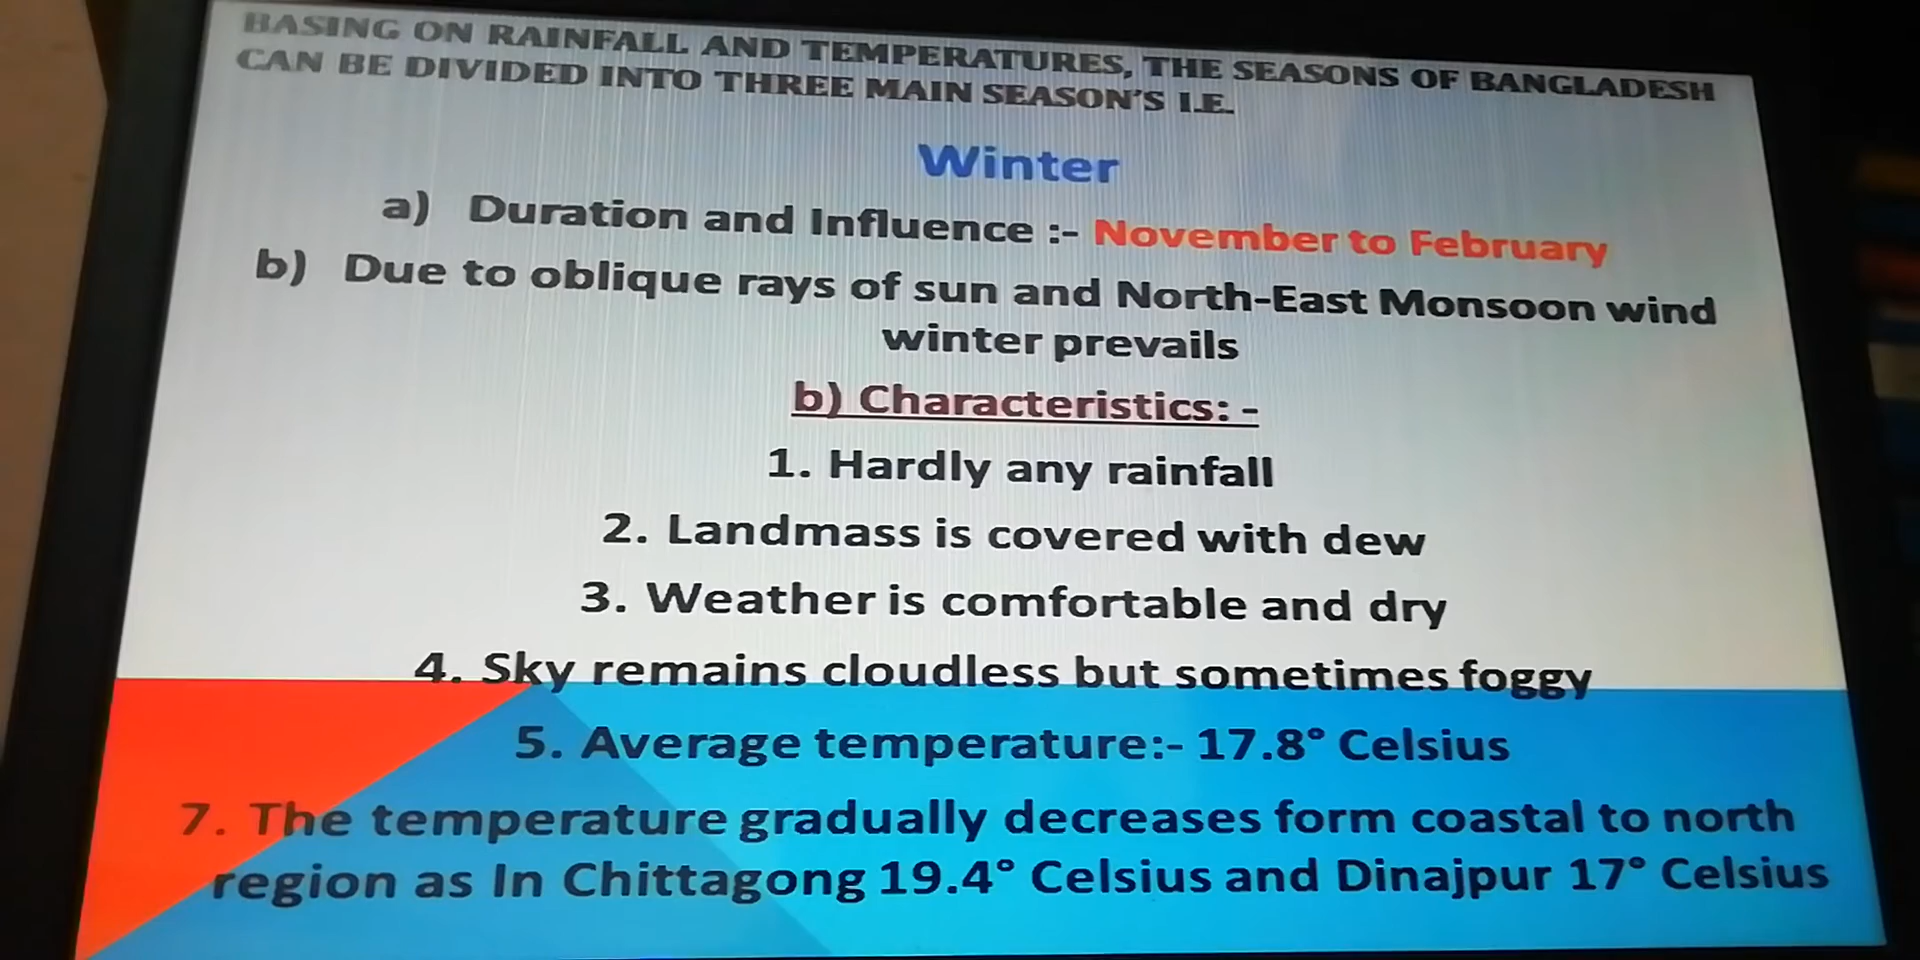 BASING ON RAINFALL AND TEMPERATURES, THE SEASONS OF BANGLADESH
CAN BE DIVIDED INTO THREE MAIN SEASON'S I.E.
Winter
a) Duration and Influence :- November to February
b) Due to oblique rays of sun and North-East Monsoon wind
winter prevails
b) Characteristics: -
1. Hardly any rainfall
2. Landmass is covered with dew
3. Weather is comfortable and dry
4. Sky remains cloudless but sometimes foggy
5. Average temperature:- 17.8° Celsius
7. The temperature gradually decreases form coastal to north
region as In Chittagong 19.4° Celsius and Dinajpur 17° Celsius